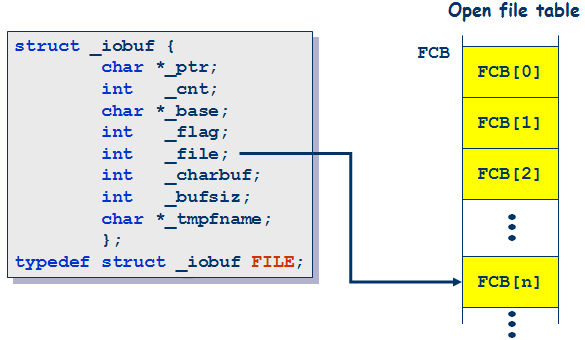 Open file table
struct _iobuf {
char *_ptr;
int _cnt;
char *_base;
int _flag;
int _file;
int _charbuf;
int _bufsiz;
char *_tmpfname;
};
typedef struct _iobuf FILE;
FCB
FCB[0]
FCB[1]
FCB[2]
FCB[n]